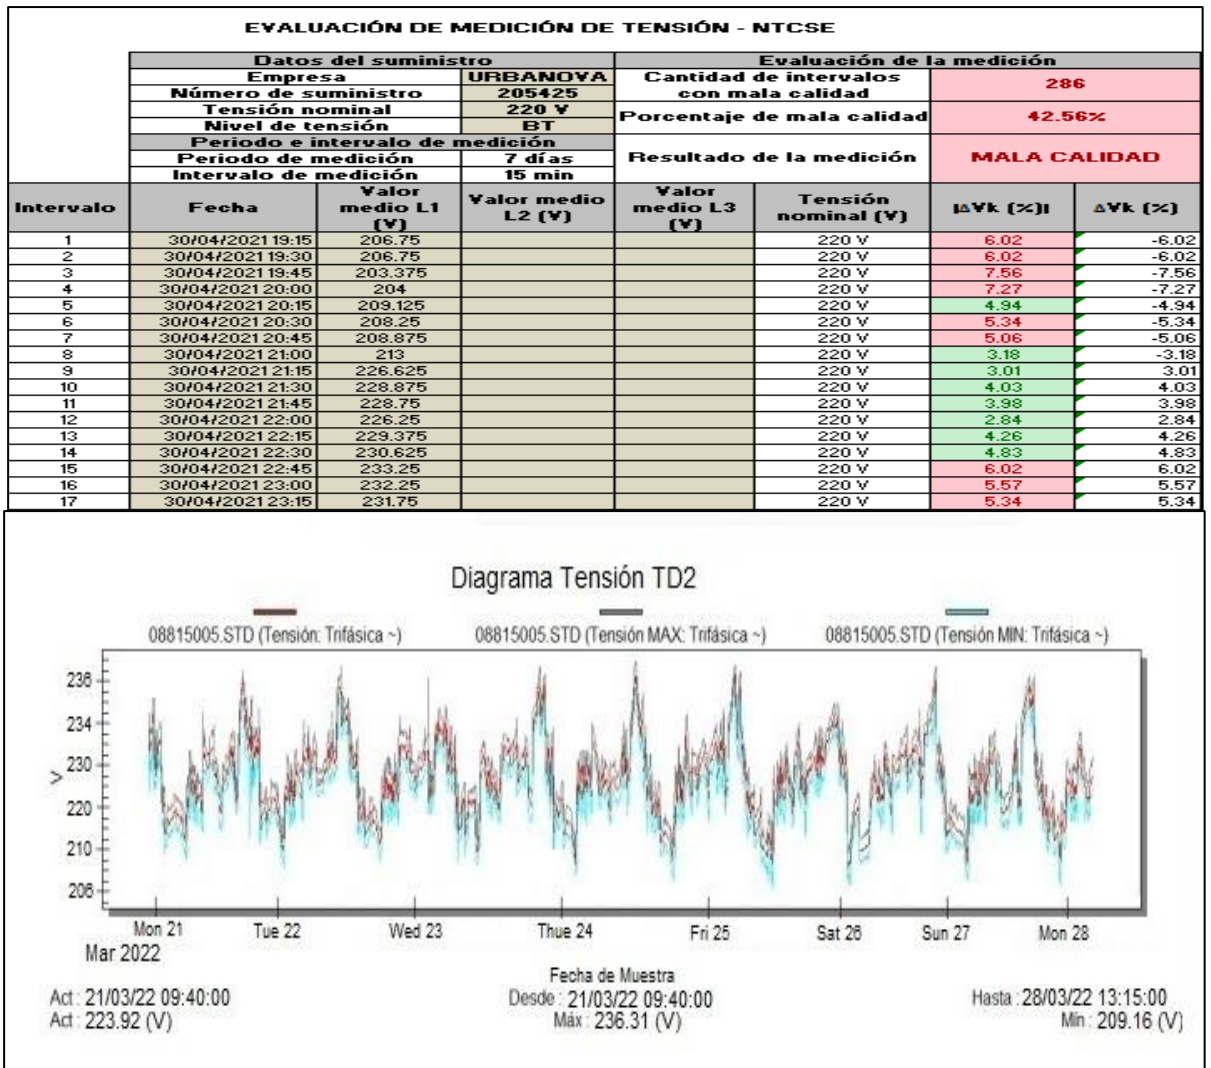 EVALUACIÓN DE MEDICIÓN DE TENSIÓN - NTCSE
Datos del suministro Evaluación de la medición
Empresa URBANOVA Cantidad de intervalos con mala calidad 286
Número de suministro 205425
Tensión nominal 220 V Porcentaje de mala calidad 42.56%
Nivel de tensión BT
Periodo e intervalo de medición Resultado de la medición MALA CALIDAD
Periodo de medición 7 días
Intervalo de medición 15 min
Intervalo Fecha Valor medio L1 (V) Valor medio L2 (V) Valor medio L3 (V) Tensión nominal (V) |ΔVk (%)| ΔVk (%)
1 30/04/2021 19:15 206.75 220 V 6.02 -6.02
2 30/04/2021 19:30 206.75 220 V 6.02 -6.02
3 30/04/2021 19:45 203.375 220 V 7.56 -7.56
4 30/04/2021 20:00 204 220 V 7.27 -7.27
5 30/04/2021 20:15 209.125 220 V 4.94 -4.94
6 30/04/2021 20:30 208.25 220 V 5.34 -5.34
7 30/04/2021 20:45 208.875 220 V 5.06 -5.06
8 30/04/2021 21:00 213 220 V 3.18 -3.18
9 30/04/2021 21:15 226.625 220 V 3.01 3.01
10 30/04/2021 21:30 228.875 220 V 4.03 4.03
11 30/04/2021 21:45 228.75 220 V 3.98 3.98
12 30/04/2021 22:00 226.25 220 V 2.84 2.84
13 30/04/2021 22:15 229.375 220 V 4.26 4.26
14 30/04/2021 22:30 230.625 220 V 4.83 4.83
15 30/04/2021 22:45 233.25 220 V 6.02 6.02
16 30/04/2021 23:00 232.25 220 V 5.57 5.57
17 30/04/2021 23:15 231.75 220 V 5.34 5.34
Diagrama Tensión TD2
08815005.STD (Tensión: Trifásica ~) 08815005.STD (Tensión MAX: Trifásica ~) 08815005.STD (Tensión MIN: Trifásica ~)
236
234
230
V
220
210
206
Mon 21 Tue 22 Wed 23 Thue 24 Fri 25 Sat 26 Sun 27 Mon 28
Mar 2022
Fecha de Muestra
Act : 21/03/22 09:40:00 Desde : 21/03/22 09:40:00 Hasta : 28/03/22 13:15:00
Act : 223.92 (V) Máx : 236.31 (V) Min : 209.16 (V)